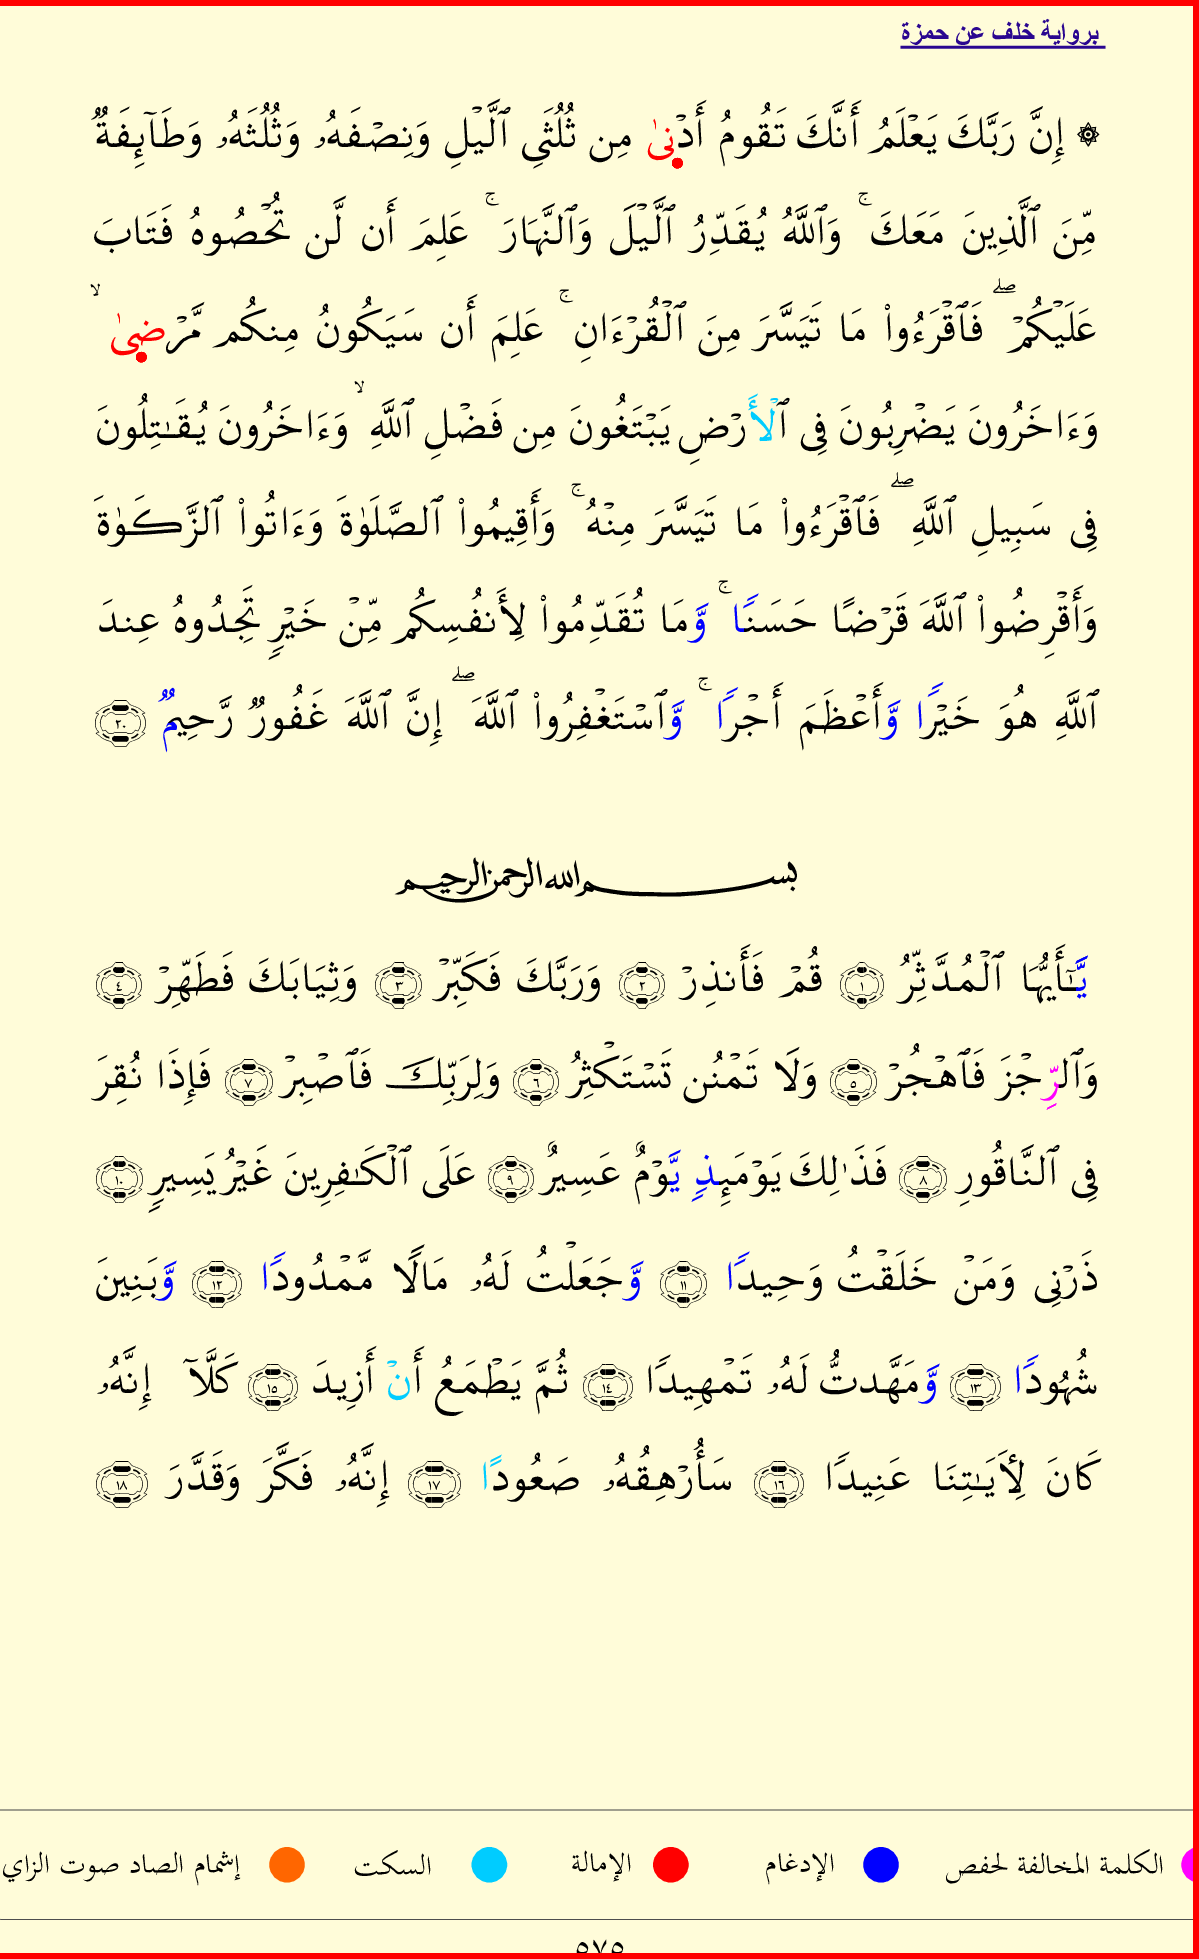 برواية خلف عن حمزة
۞ إِنَّ رَبَّكَ يَعْلَمُ أَنَّكَ تَقُومُ أَدْنىٰ مِن ثُلُثَيِ ٱلَّيْلِ وَنِصْفَهُۥ وَثُلُثَهُۥ وَطَآئِفَةٌ
مِّنَ ٱلَّذِينَ مَعَكَ ۚ وَٱللَّهُ يُقَدِّرُ ٱلَّيْلَ وَٱلنَّهَارَ ۚ عَلِمَ أَن لَّن تُحْصُوهُ فَتَابَ
عَلَيْكُمْ ۖ فَٱقْرَءُوا۟ مَا تَيَسَّرَ مِنَ ٱلْقُرْءَانِ ۚ عَلِمَ أَن سَيَكُونُ مِنكُم مَّرْضىٰ ۙ
وَءَاخَرُونَ يَضْرِبُونَ فِى ٱلْأَرْضِ يَبْتَغُونَ مِن فَضْلِ ٱللَّهِ ۙ وَءَاخَرُونَ يُقَـٰتِلُونَ
فِى سَبِيلِ ٱللَّهِ ۖ فَٱقْرَءُوا۟ مَا تَيَسَّرَ مِنْهُ ۚ وَأَقِيمُوا۟ ٱلصَّلَوٰةَ وَءَاتُوا۟ ٱلزَّكَوٰةَ
وَأَقْرِضُوا۟ ٱللَّهَ قَرْضًا حَسَنًا ۚ وَّمَا تُقَدِّمُوا۟ لِأَنفُسِكُم مِّنْ خَيْرٍ تَجِدُوهُ عِندَ
ٱللَّهِ هُوَ خَيْرًا وَّأَعْظَمَ أَجْرًا ۚ وَّٱسْتَغْفِرُوا۟ ٱللَّهَ ۖ إِنَّ ٱللَّهَ غَفُورٌ رَّحِيمٌ ٢٠
بسم الله الرحمن الرحيم
يَّـٰٓأَيُّهَا ٱلْمُدَّثِّرُ ١ قُمْ فَأَنذِرْ ٢ وَرَبَّكَ فَكَبِّرْ ٣ وَثِيَابَكَ فَطَهِّرْ ٤
وَٱلرِّجْزَ فَٱهْجُرْ ٥ وَلَا تَمْنُن تَسْتَكْثِرُ ٦ وَلِرَبِّكَ فَٱصْبِرْ ٧ فَإِذَا نُقِرَ
فِى ٱلنَّاقُورِ ٨ فَذَٰلِكَ يَوْمَئِذٍ يَّوْمٌ عَسِيرٌ ٩ عَلَى ٱلْكَـٰفِرِينَ غَيْرُ يَسِيرٍ ١٠
ذَرْنِى وَمَنْ خَلَقْتُ وَحِيدًا ١١ وَّجَعَلْتُ لَهُۥ مَالًا مَّمْدُودًا ١٢ وَّبَنِينَ
شُهُودًا ١٣ وَّمَهَّدتُّ لَهُۥ تَمْهِيدًا ١٤ ثُمَّ يَطْمَعُ أَنْ أَزِيدَ ١٥ كَلَّآ إِنَّهُۥ
كَانَ لِأَيَـٰتِنَا عَنِيدًا ١٦ سَأُرْهِقُهُۥ صَعُودًا ١٧ إِنَّهُۥ فَكَّرَ وَقَدَّرَ ١٨
الكلمة المخالفة لحفص الإدغام الإمالة السكت إشمام الصاد صوت الزاي
٥٧٥